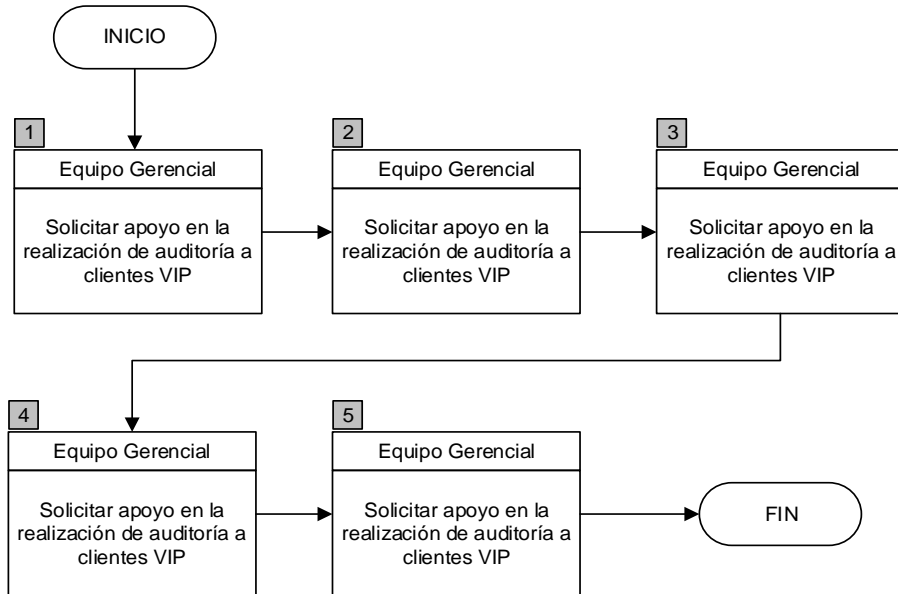 INICIO
1
Equipo Gerencial
Solicitar apoyo en la
realización de auditoría a
clientes VIP
2
Equipo Gerencial
Solicitar apoyo en la
realización de auditoría a
clientes VIP
3
Equipo Gerencial
Solicitar apoyo en la
realización de auditoría a
clientes VIP
4
Equipo Gerencial
Solicitar apoyo en la
realización de auditoría a
clientes VIP
5
Equipo Gerencial
Solicitar apoyo en la
realización de auditoría a
clientes VIP
FIN